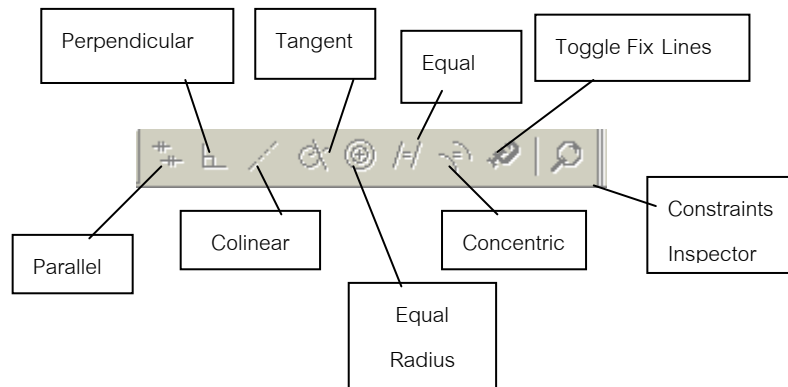 Perpendicular
Tangent
Equal
Toggle Fix Lines
Parallel
Colinear
Equal
Radius
Concentric
Constraints
Inspector